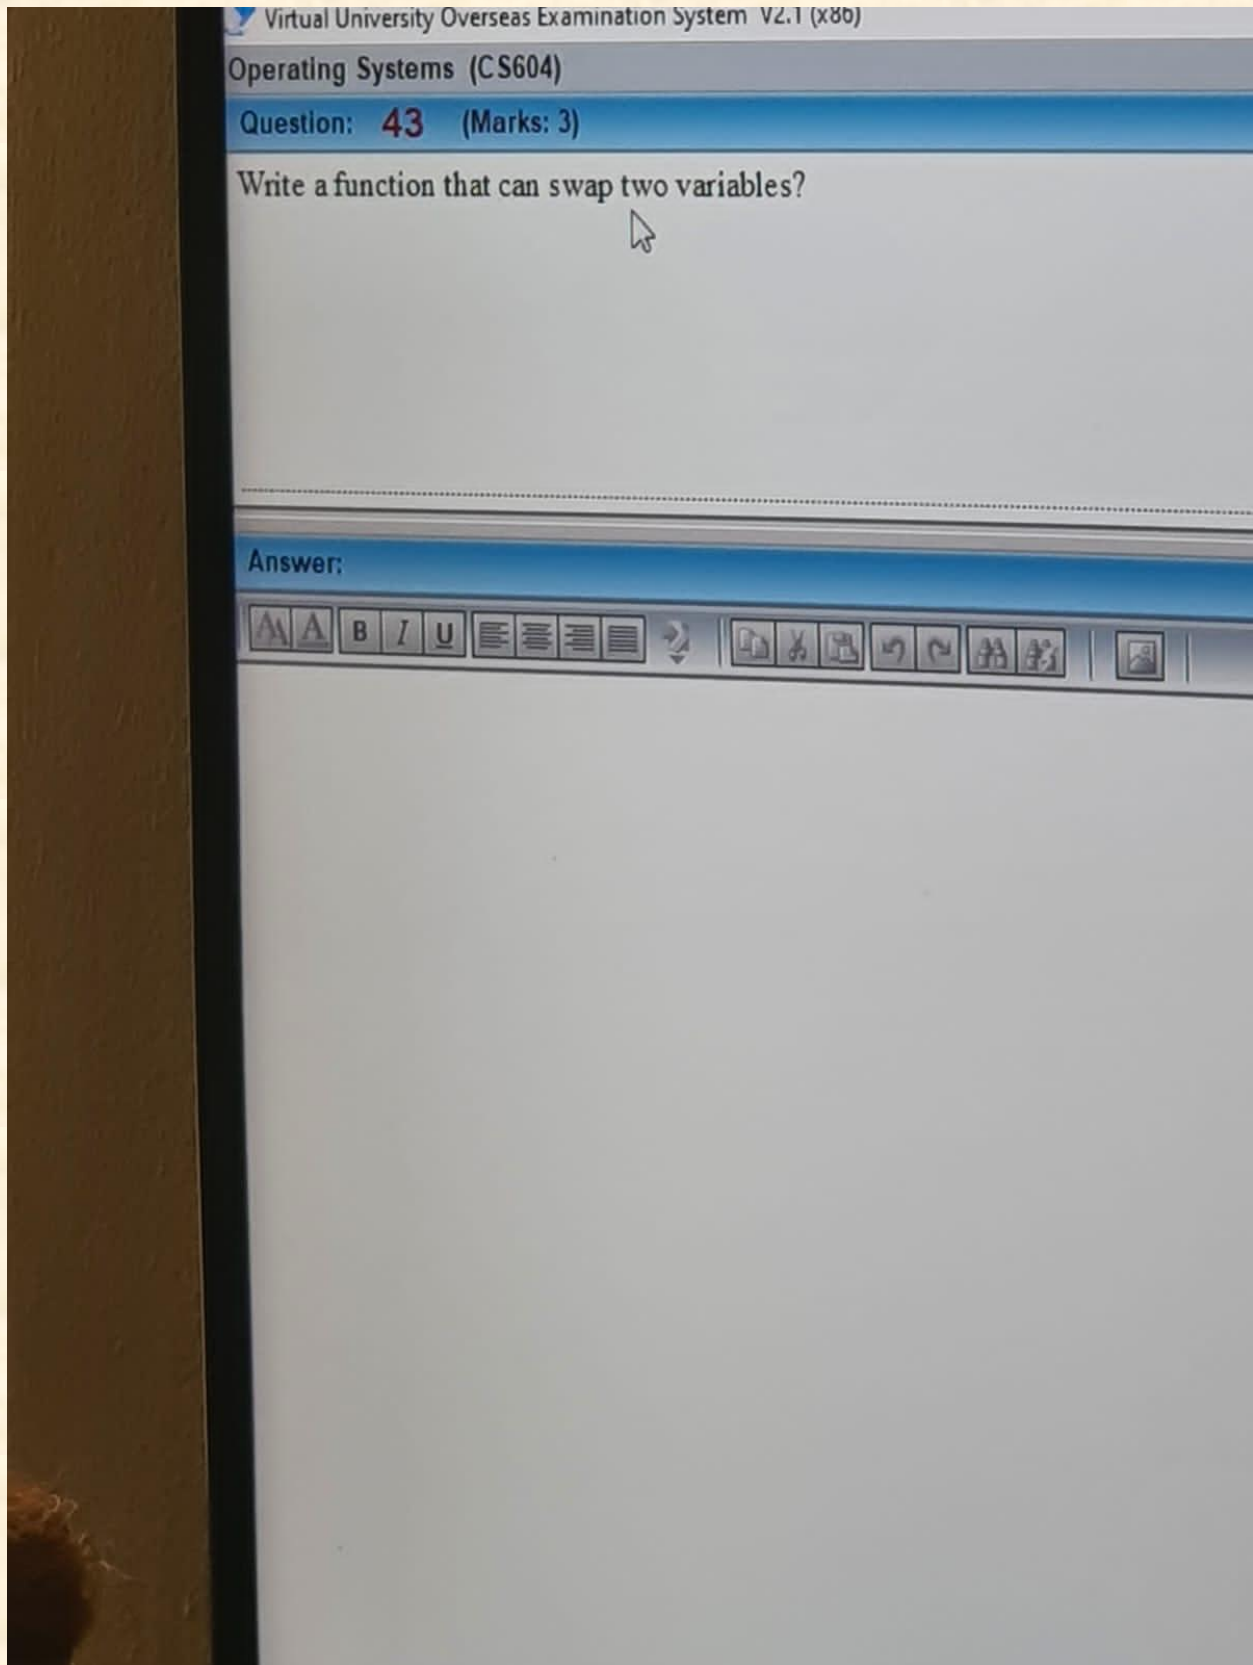 Virtual University Overseas Examination System V2.1 (x86)
Operating Systems (CS604)
Question: 43 (Marks: 3)
Write a function that can swap two variables?
Answer:
A A B I U